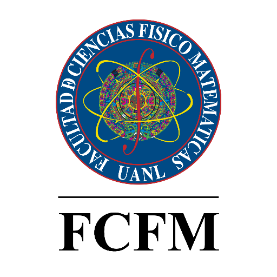 FACULTAD DE CIENCIAS FISICO MATEMATICAS
UANL
FCFM